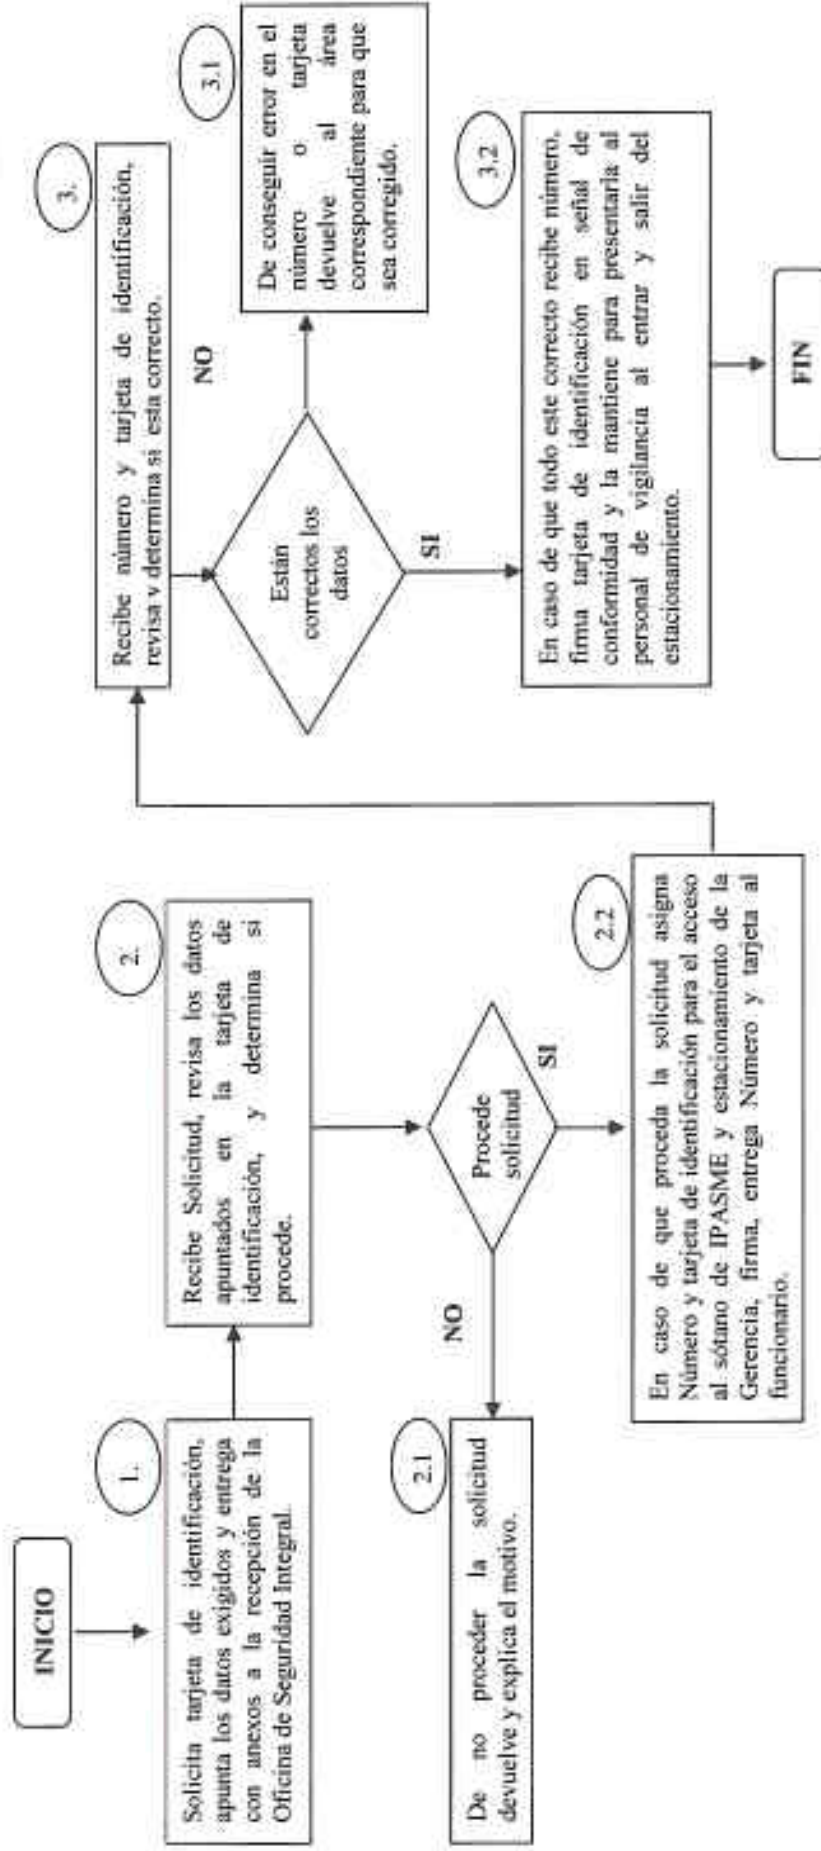 INICIO
1.
Solicita tarjeta de identificación,
apunta los datos exigidos y entrega
con anexos a la recepción de la
Oficina de Seguridad Integral.
2.
Recibe Solicitud, revisa los datos
apuntados en la tarjeta de
identificación, y determina si
procede.
Procede
solicitud
NO
SI
2.1
De no proceder la solicitud
devuelve y explica el motivo.
2.2
En caso de que proceda la solicitud asigna
Número y tarjeta de identificación para el acceso
al sótano de IPASME y estacionamiento de la
Gerencia, firma, entrega Número y tarjeta al
funcionario.
3.
Recibe número y tarjeta de identificación,
revisa y determina si esta correcto.
Están
correctos los
datos
NO
SI
3.1
De conseguir error en el
número o tarjeta
devuelve al área
correspondiente para que
sea corregido.
3.2
En caso de que todo este correcto recibe número,
firma tarjeta de identificación en señal de
conformidad y la mantiene para presentarla al
personal de vigilancia al entrar y salir del
estacionamiento.
FIN